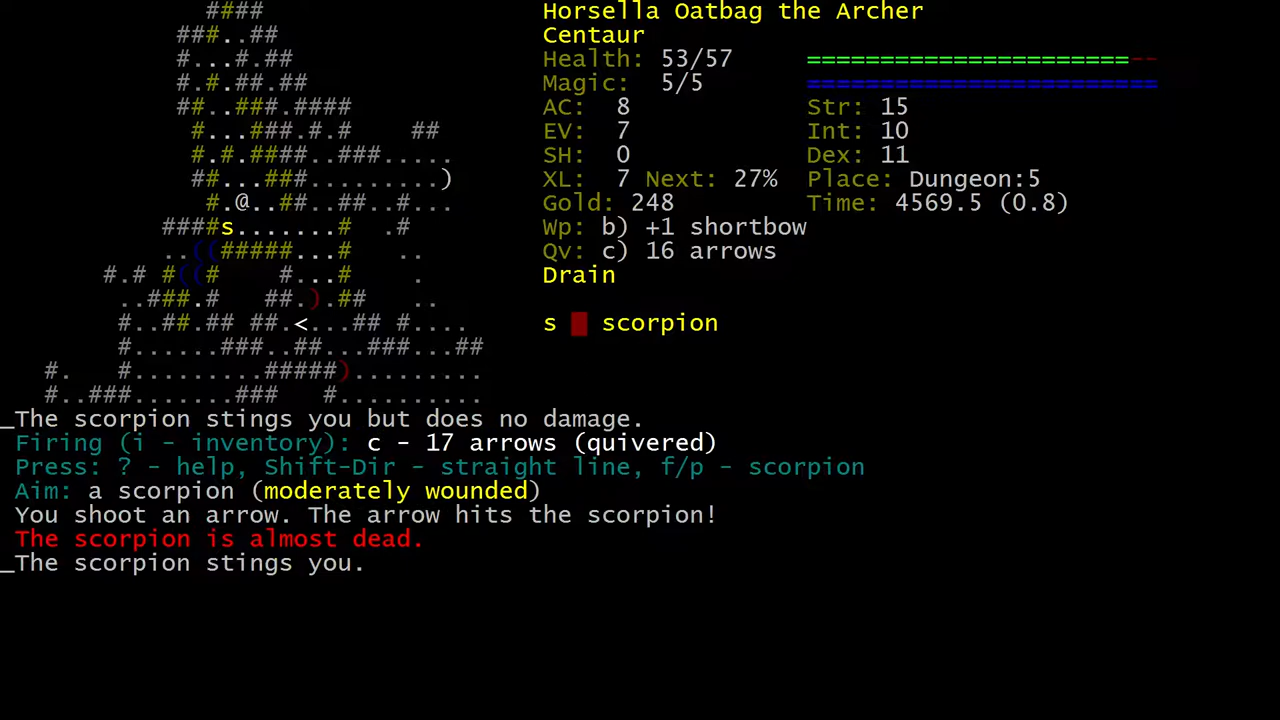 ####
###..##
#...#.##
#.#.##.##
##..###.####
#...###.#.#    ##
#.#.####..###.....
##...###.........)
#.@..##..##..#...
####s.......#  .#
..((#####...#   ..
#.# #((#    #...#    .
..###.#   ##.).##   ..
#..##.## ##.<...## #....
#......###..##...###...##
#.   #.........#####).........
#..###.......###   #..........
Horsella Oatbag the Archer
Centaur
Health: 53/57 ========================--
Magic: 5/5 ========================
AC: 8 Str: 15
EV: 7 Int: 10
SH: 0 Dex: 11
XL: 7 Next: 27% Place: Dungeon:5
Gold: 248 Time: 4569.5 (0.8)
Wp: b) +1 shortbow
Qv: c) 16 arrows
Drain
s scorpion
_The scorpion stings you but does no damage.
Firing (i - inventory): c - 17 arrows (quivered)
Press: ? - help, Shift-Dir - straight line, f/p - scorpion
Aim: a scorpion (moderately wounded)
You shoot an arrow. The arrow hits the scorpion!
The scorpion is almost dead.
_The scorpion stings you.